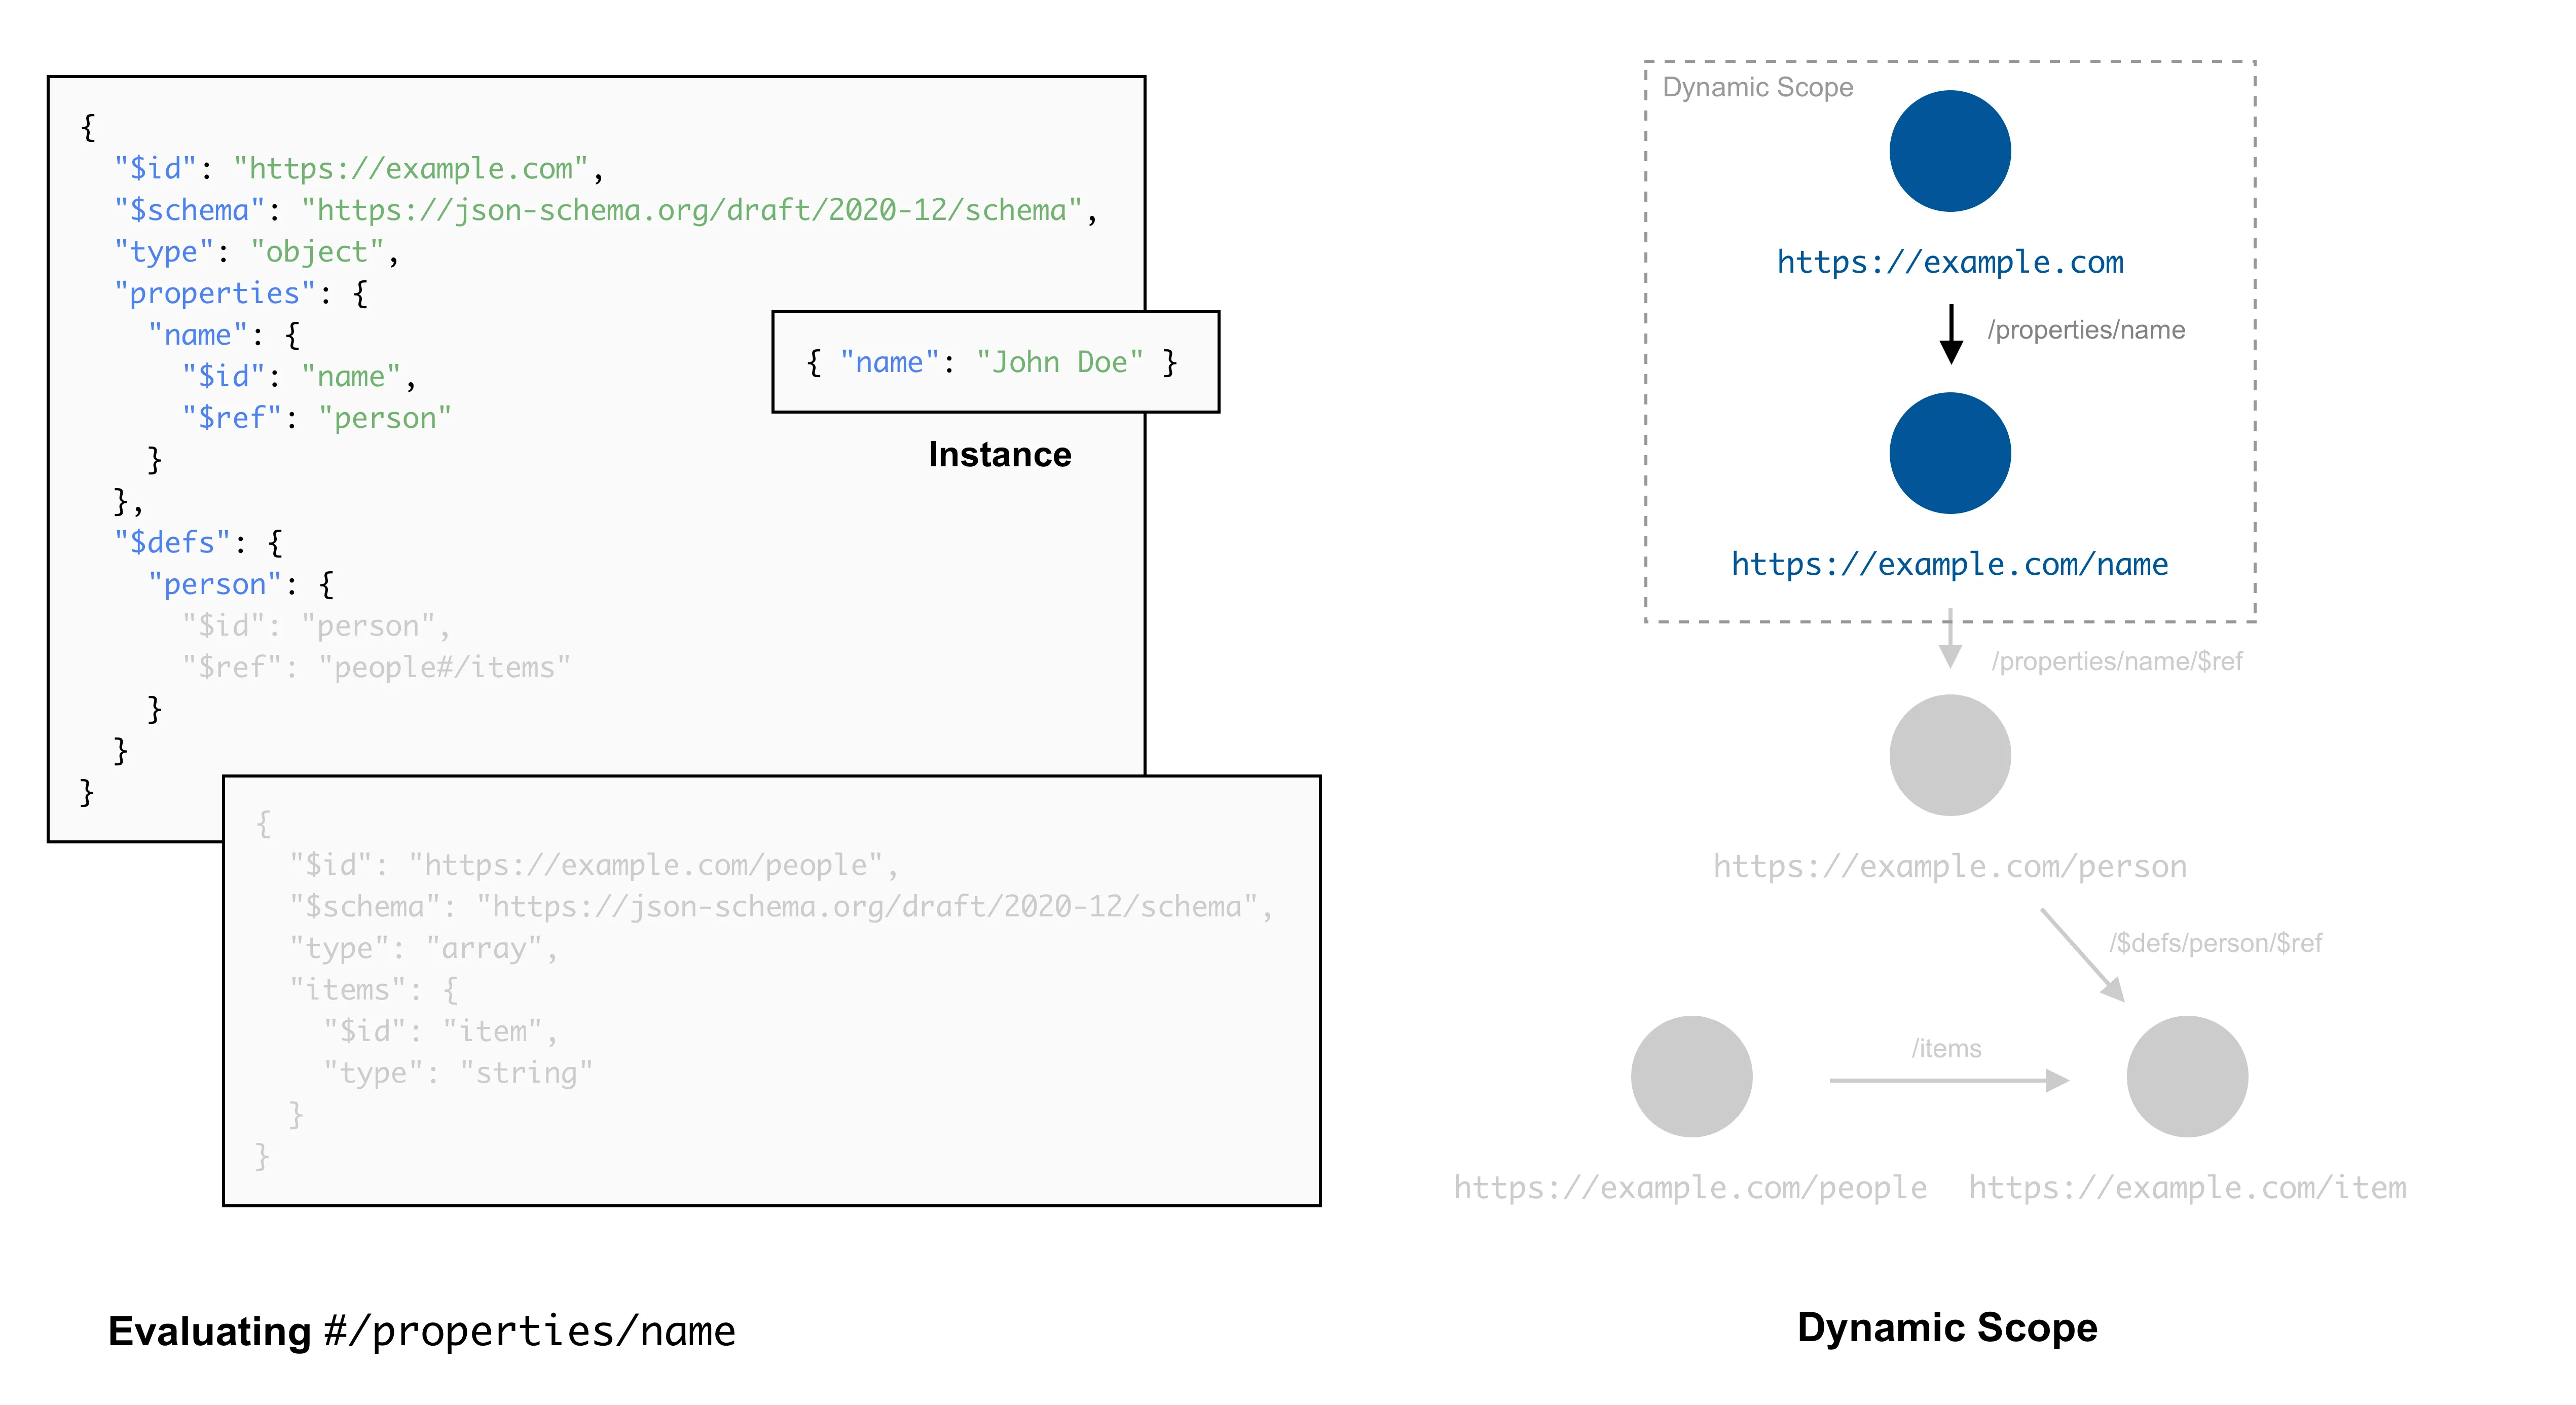 {
  "$id": "https://example.com",
  "$schema": "https://json-schema.org/draft/2020-12/schema",
  "type": "object",
  "properties": {
    "name": {
      "$id": "name",
      "$ref": "person"
    }
  },
  "$defs": {
    "person": {
      "$id": "person",
      "$ref": "people#/items"
    }
  }
}
{ "name": "John Doe" }
Instance
{
  "$id": "https://example.com/people",
  "$schema": "https://json-schema.org/draft/2020-12/schema",
  "type": "array",
  "items": {
    "$id": "item",
    "type": "string"
  }
}
Evaluating #/properties/name
Dynamic Scope
https://example.com
/properties/name
https://example.com/name
/properties/name/$ref
https://example.com/person
/$defs/person/$ref
/items
https://example.com/people
https://example.com/item
Dynamic Scope